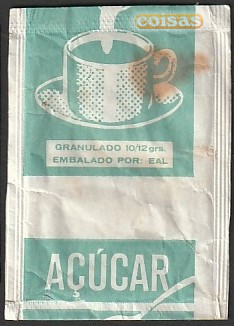 coisas
GRANULADO 10/12 grs.
EMBALADO POR: EAL
AÇÚCAR